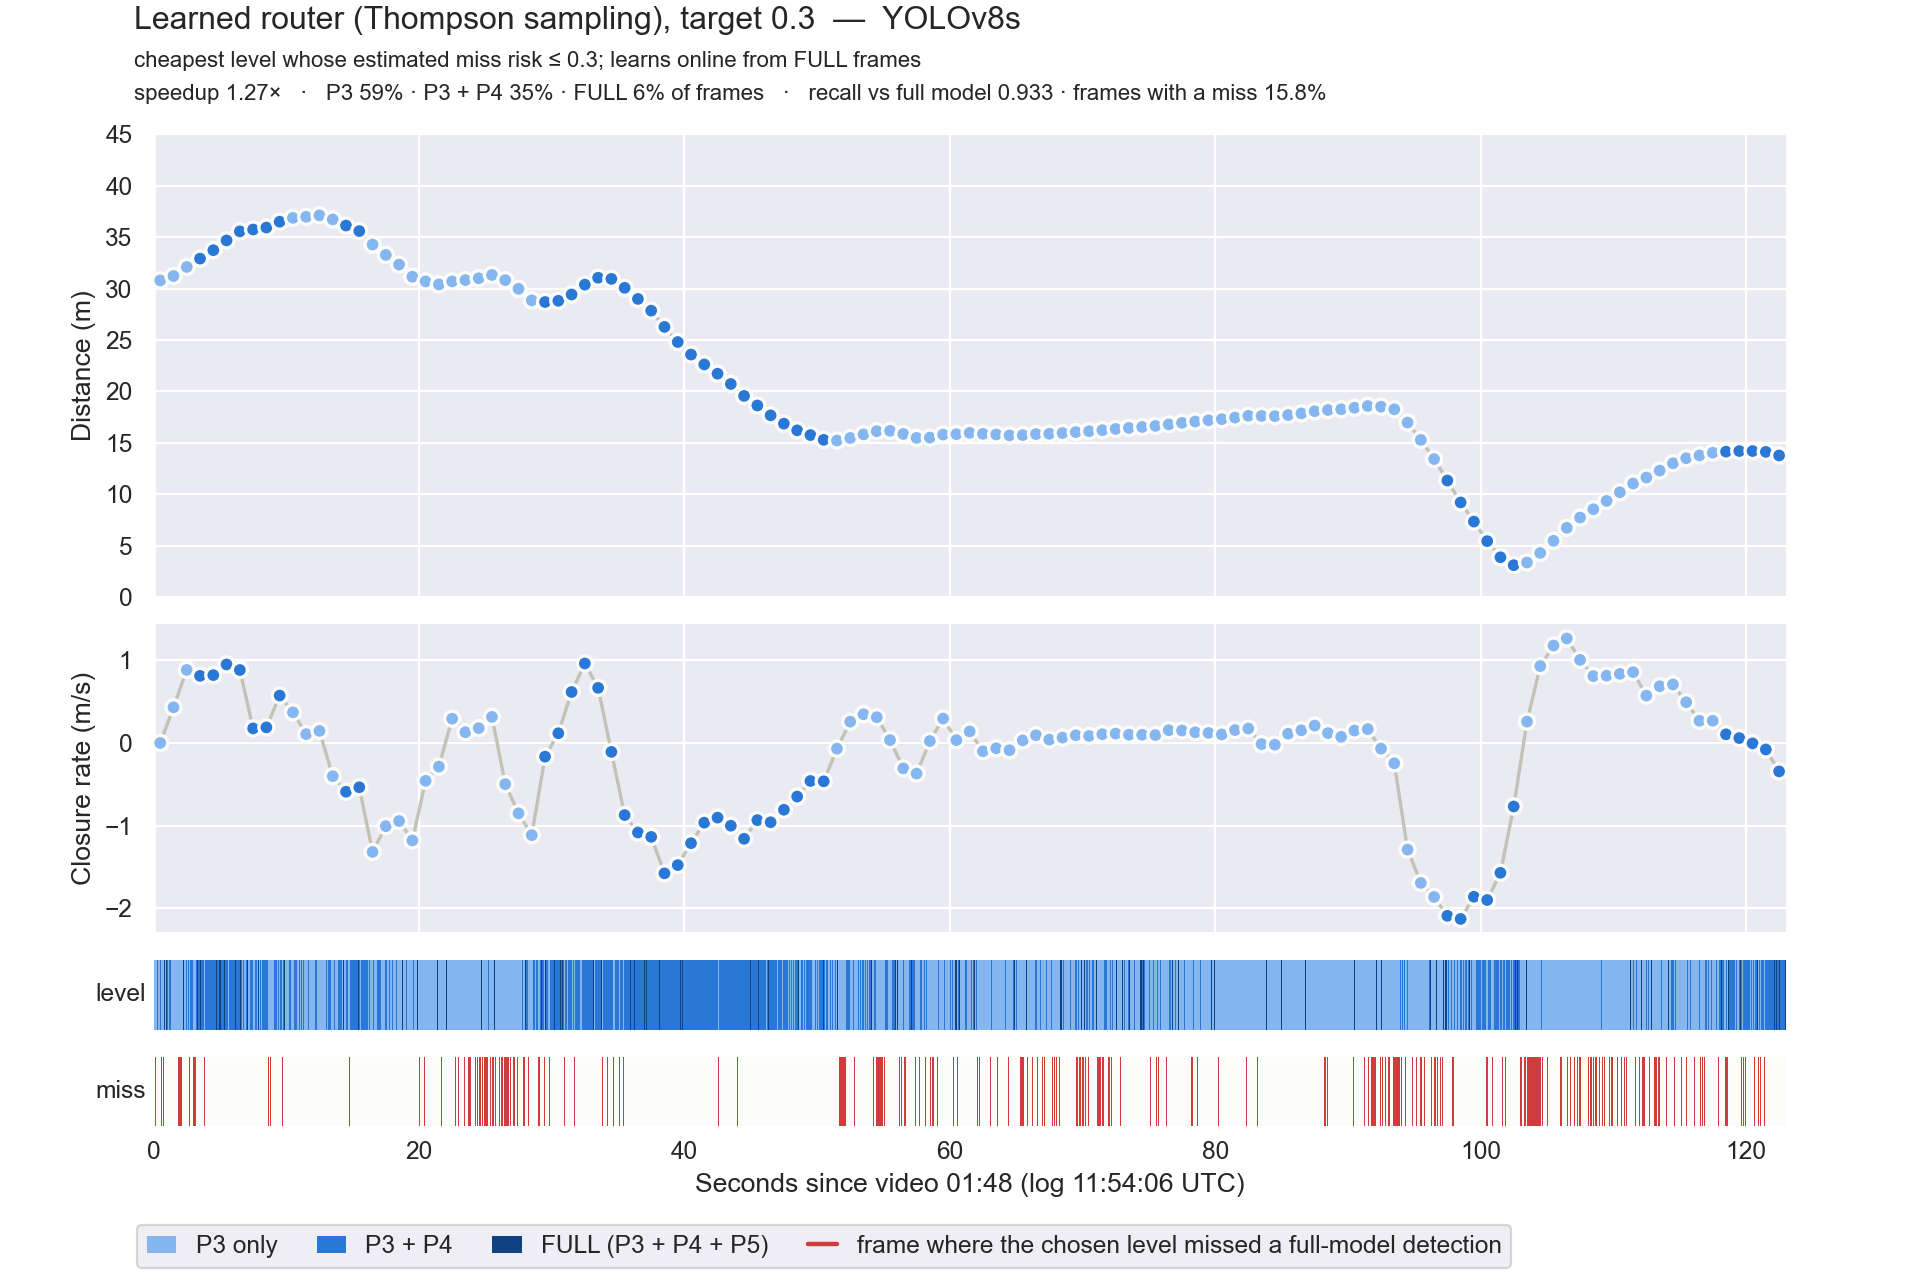 Learned router (Thompson sampling), target 0.3 — YOLOv8s
cheapest level whose estimated miss risk ≤ 0.3; learns online from FULL frames
speedup 1.27× · P3 59% · P3 + P4 35% · FULL 6% of frames · recall vs full model 0.933 · frames with a miss 15.8%
45
40
35
30
25
20
15
10
5
0
Distance (m)
1
0
−1
−2
Closure rate (m/s)
level
miss
0 20 40 60 80 100 120
Seconds since video 01:48 (log 11:54:06 UTC)
P3 only P3 + P4 FULL (P3 + P4 + P5) frame where the chosen level missed a full-model detection